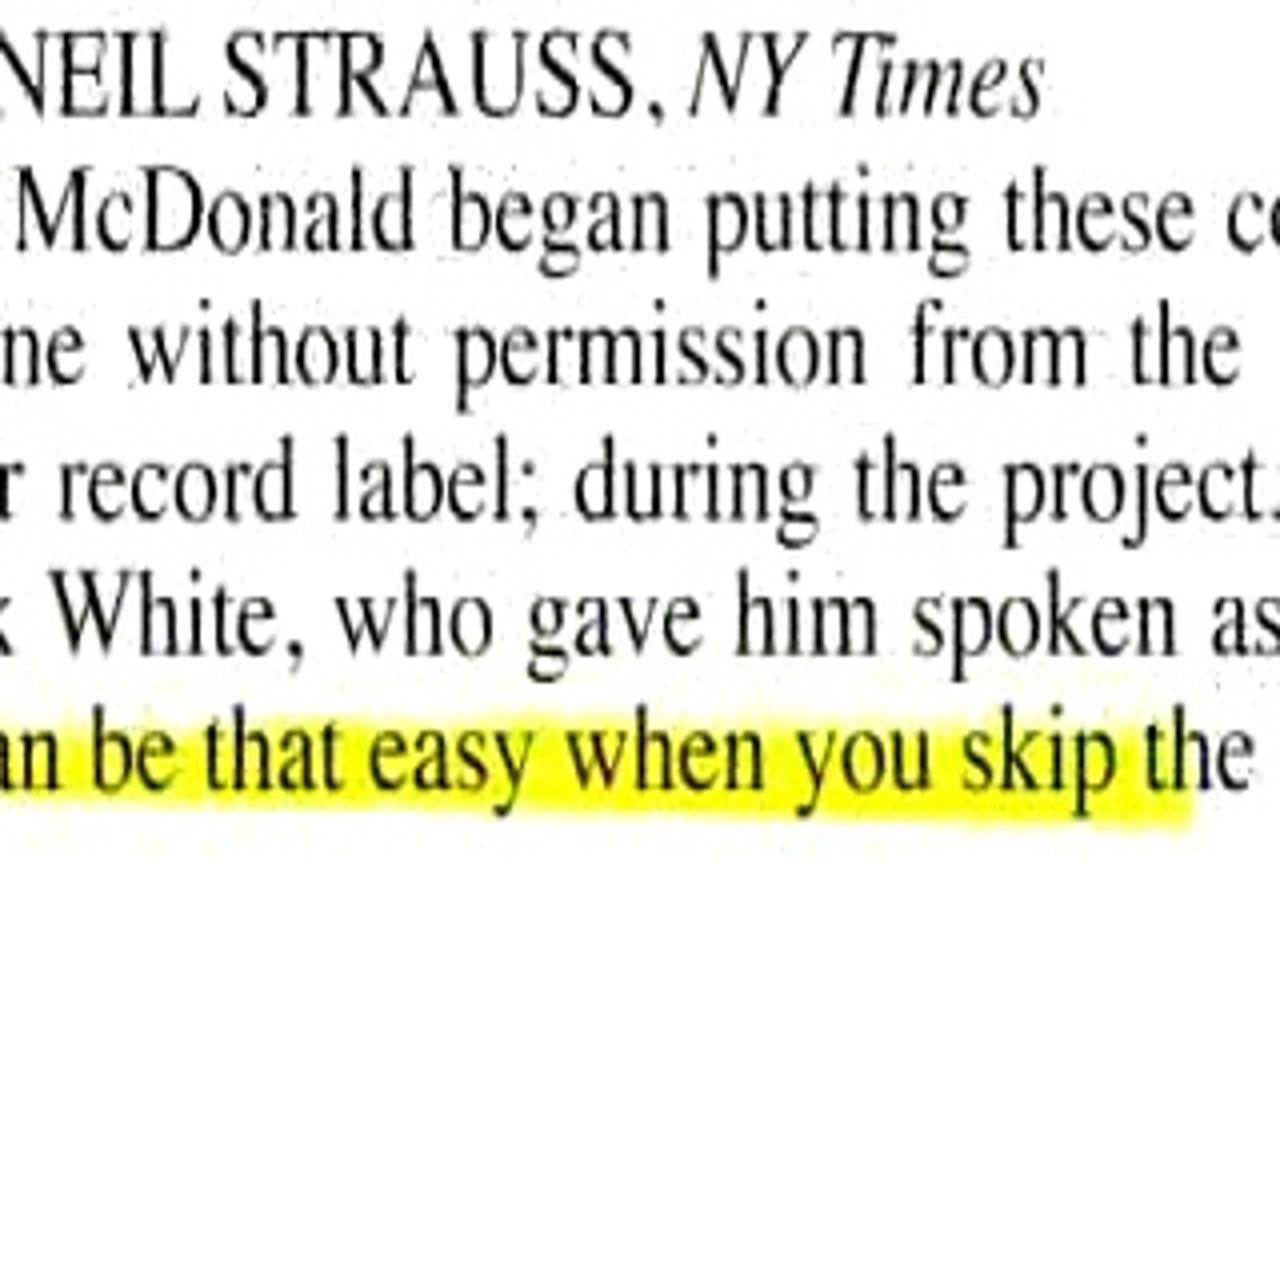 NEIL STRAUSS, NY Times
McDonald began putting these
ne without permission from the
r record label; during the project.
White, who gave him spoken as
an be that easy when you skip the